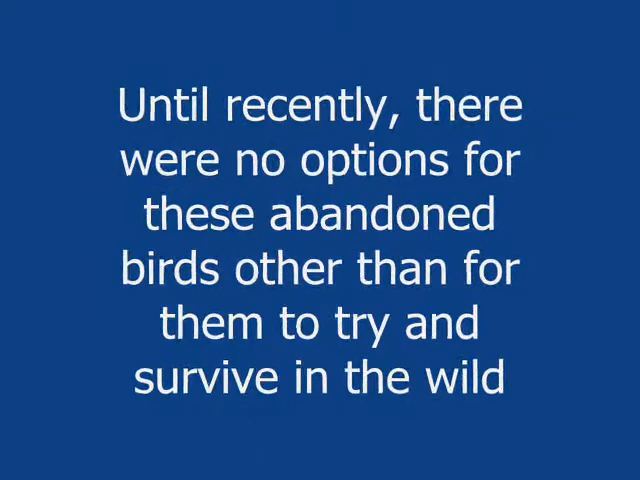 Until recently, there
were no options for
these abandoned
birds other than for
them to try and
survive in the wild